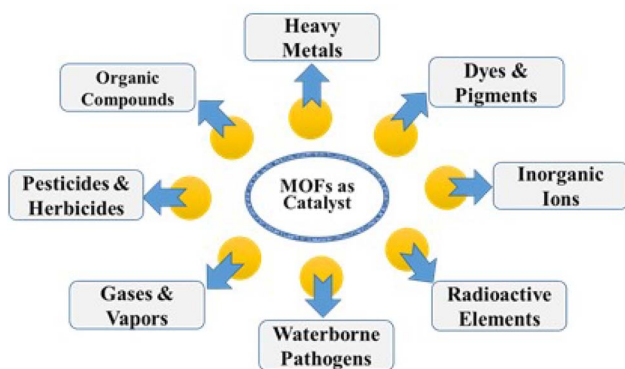 Heavy
Metals
Organic
Compounds
Dyes &
Pigments
Pesticides &
Herbicides
MOFs as
Catalyst
Inorganic
Ions
Gases &
Vapors
Waterborne
Pathogens
Radioactive
Elements